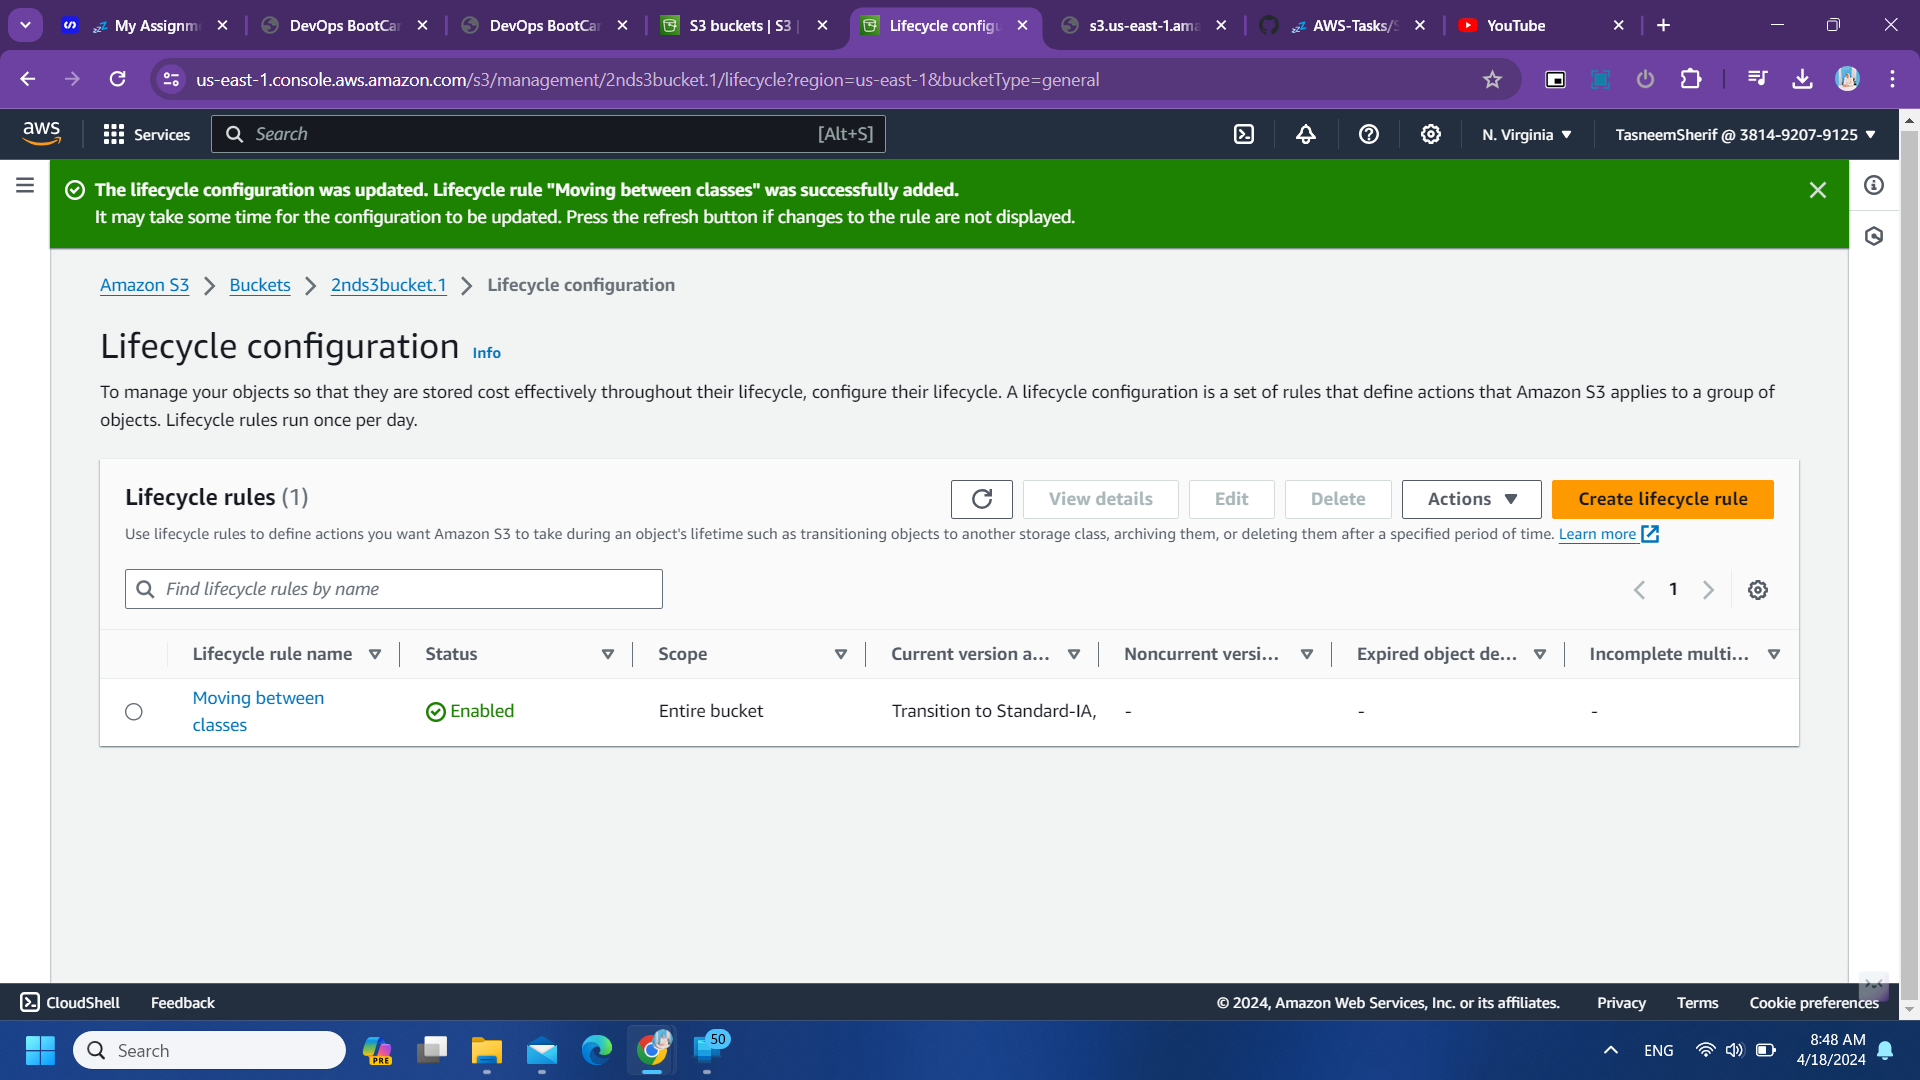 My Assignm
DevOps BootCar
DevOps BootCar
S3 buckets | S3 |
Lifecycle configu
s3.us-east-1.ama
AWS-Tasks/S
YouTube
us-east-1.console.aws.amazon.com/s3/management/2nds3bucket.1/lifecycle?region=us-east-1&bucketType=general
aws
Services
Search
[Alt+S]
N. Virginia
TasneemSherif @ 3814-9207-9125
The lifecycle configuration was updated. Lifecycle rule "Moving between classes" was successfully added.
It may take some time for the configuration to be updated. Press the refresh button if changes to the rule are not displayed.
Amazon S3
Buckets
2nds3bucket.1
Lifecycle configuration
Lifecycle configuration
Info
To manage your objects so that they are stored cost effectively throughout their lifecycle, configure their lifecycle. A lifecycle configuration is a set of rules that define actions that Amazon S3 applies to a group of
objects. Lifecycle rules run once per day.
Lifecycle rules (1)
View details
Edit
Delete
Actions
Create lifecycle rule
Use lifecycle rules to define actions you want Amazon S3 to take during an object's lifetime such as transitioning objects to another storage class, archiving them, or deleting them after a specified period of time. Learn more
Find lifecycle rules by name
1
Lifecycle rule name
Status
Scope
Current version a...
Noncurrent versi...
Expired object de...
Incomplete multi...
Moving between
classes
Enabled
Entire bucket
Transition to Standard-IA,
-
-
-
CloudShell
Feedback
© 2024, Amazon Web Services, Inc. or its affiliates.
Privacy
Terms
Cookie preferences
Search
PRE
50
ENG
8:48 AM
4/18/2024